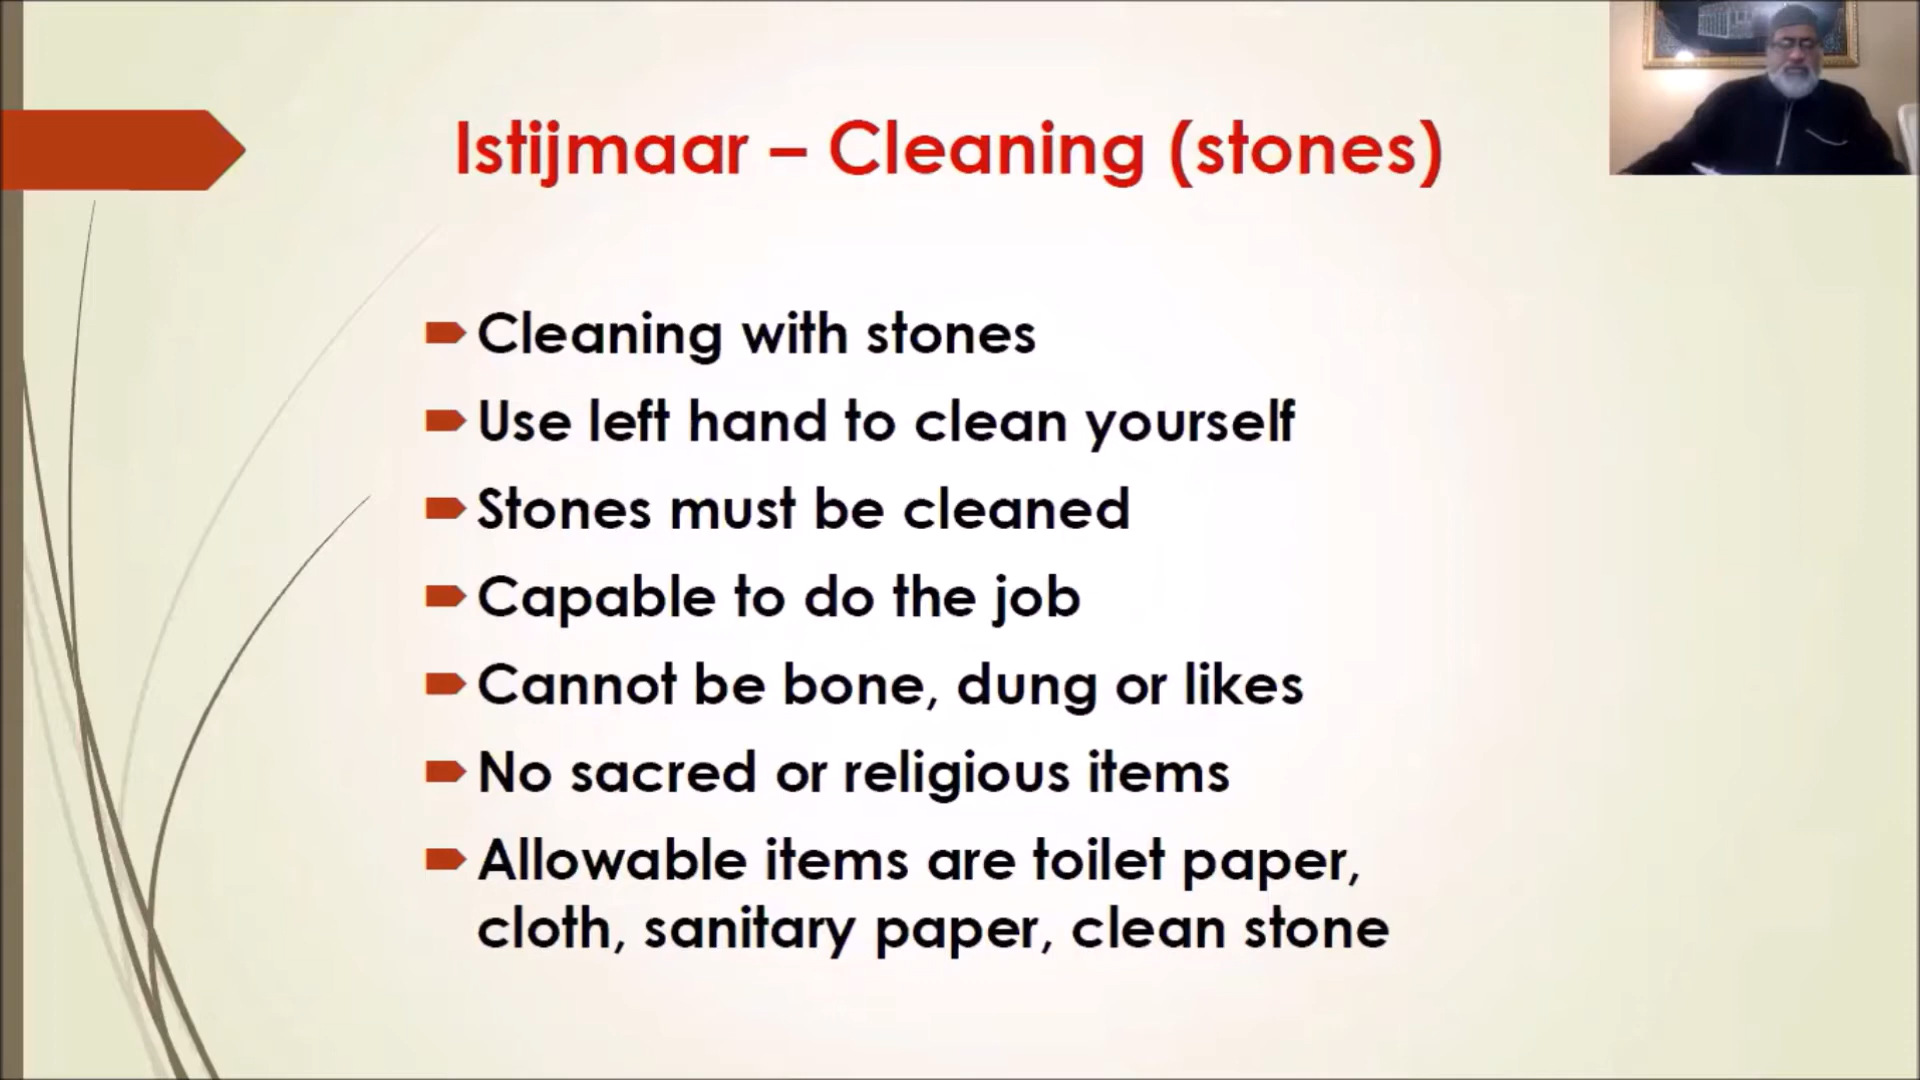 Istijmaar – Cleaning (stones)
Cleaning with stones
Use left hand to clean yourself
Stones must be cleaned
Capable to do the job
Cannot be bone, dung or likes
No sacred or religious items
Allowable items are toilet paper,
cloth, sanitary paper, clean stone